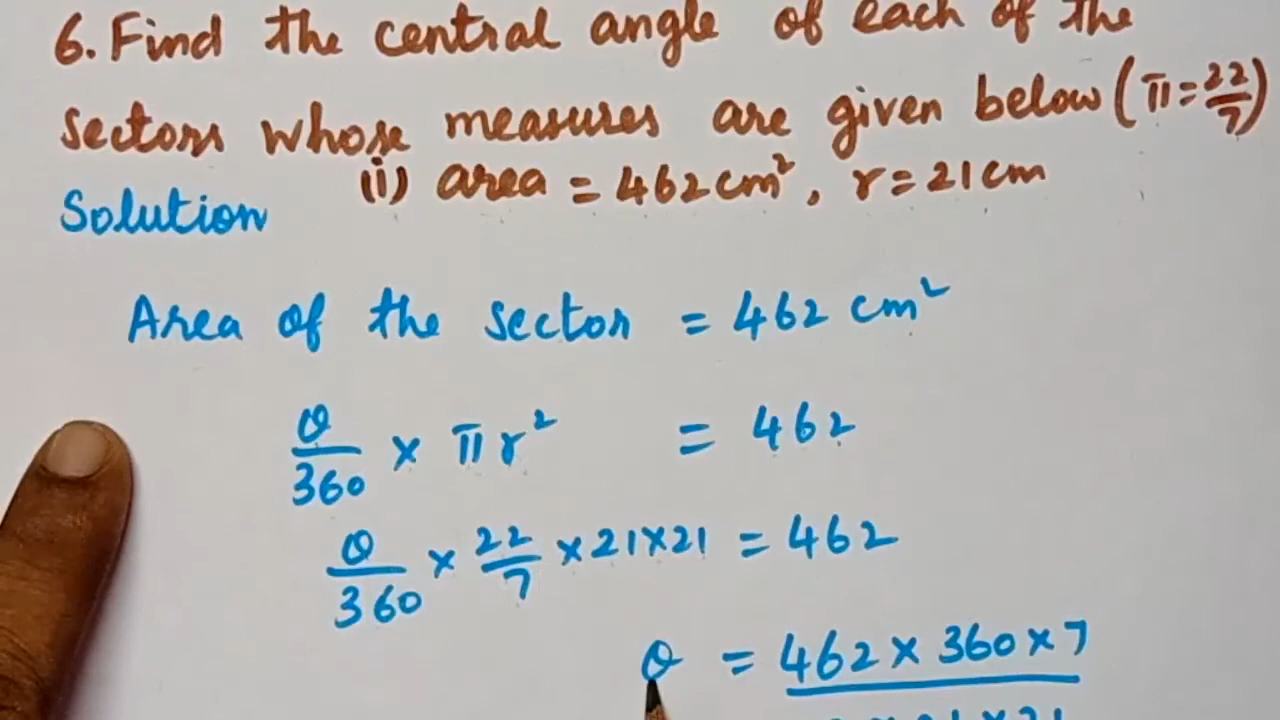 6. Find the central angle of each of the
sectors whose measures are given below (π = 22/7)
(i) area = 462 cm², r = 21 cm
Solution
Area of the sector = 462 cm²
θ/360 × πr² = 462
θ/360 × 22/7 × 21 × 21 = 462
θ = 462 × 360 × 7
× 21 × 21